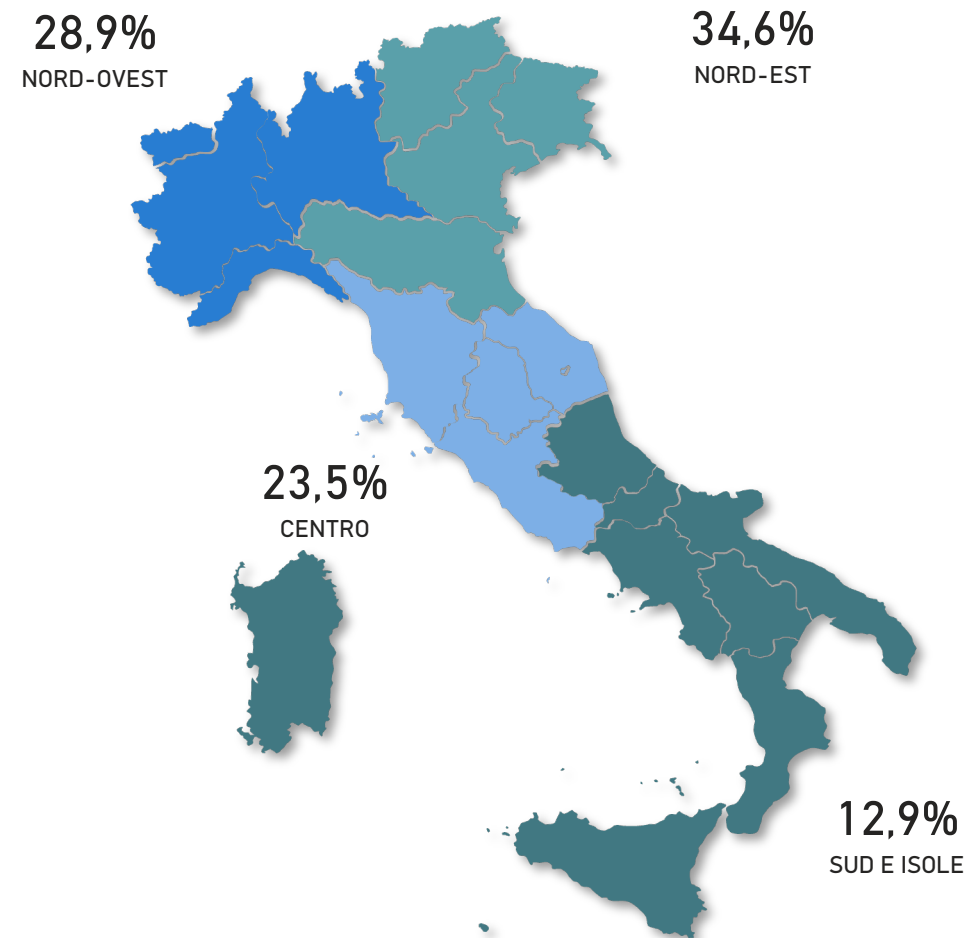 28,9%
NORD-OVEST
34,6%
NORD-EST
23,5%
CENTRO
12,9%
SUD E ISOLE